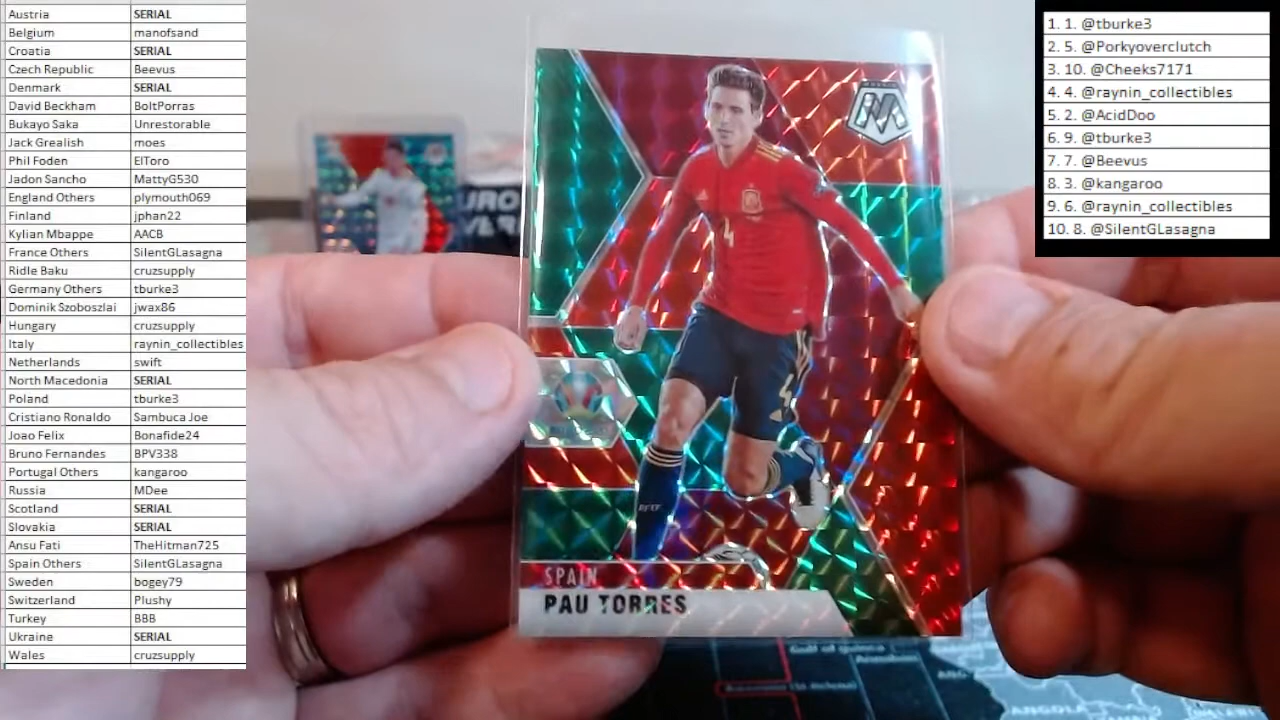 Austria SERIAL
Belgium manofsand
Croatia SERIAL
Czech Republic Beevus
Denmark SERIAL
David Beckham BoltPorras
Bukayo Saka Unrestorable
Jack Grealish moes
Phil Foden ElToro
Jadon Sancho MattyG530
England Others plymouth069
Finland jphan22
Kylian Mbappe AACB
France Others SilentGLasagna
Ridle Baku cruzsupply
Germany Others tburke3
Dominik Szoboszlai jwax86
Hungary cruzsupply
Italy raynin_collectibles
Netherlands swift
North Macedonia SERIAL
Poland tburke3
Cristiano Ronaldo Sambuca Joe
Joao Felix Bonafide24
Bruno Fernandes BPV338
Portugal Others kangaroo
Russia MDee
Scotland SERIAL
Slovakia SERIAL
Ansu Fati TheHitman725
Spain Others SilentGLasagna
Sweden bogey79
Switzerland Plushy
Turkey BBB
Ukraine SERIAL
Wales cruzsupply
1. 1. @tburke3
2. 5. @Porkyoverclutch
3. 10. @Cheeks7171
4. 4. @raynin_collectibles
5. 2. @AcidDoo
6. 9. @tburke3
7. 7. @Beevus
8. 3. @kangaroo
9. 6. @raynin_collectibles
10. 8. @SilentGLasagna
4
4
SPAIN
PAU TORRES
ANGOLA